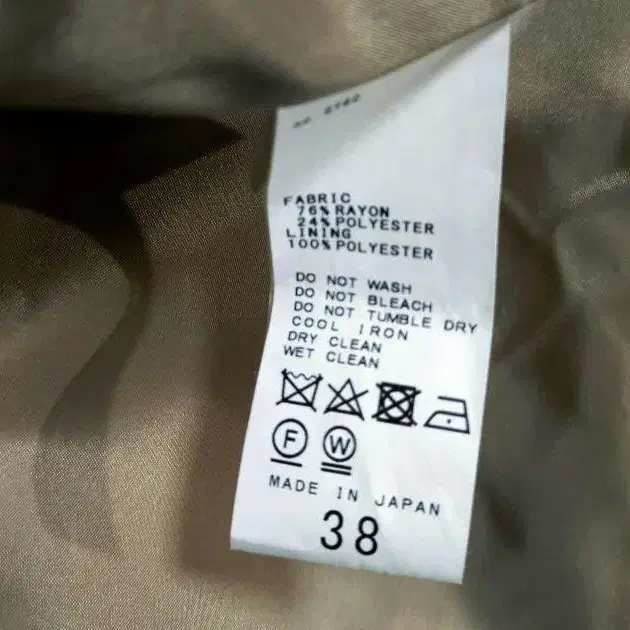 FABRIC
76% RAYON
24% POLYESTER
LINING
100% POLYESTER
DO NOT WASH
DO NOT BLEACH
DO NOT TUMBLE DRY
COOL IRON
DRY CLEAN
WET CLEAN
F W
MADE IN JAPAN
38